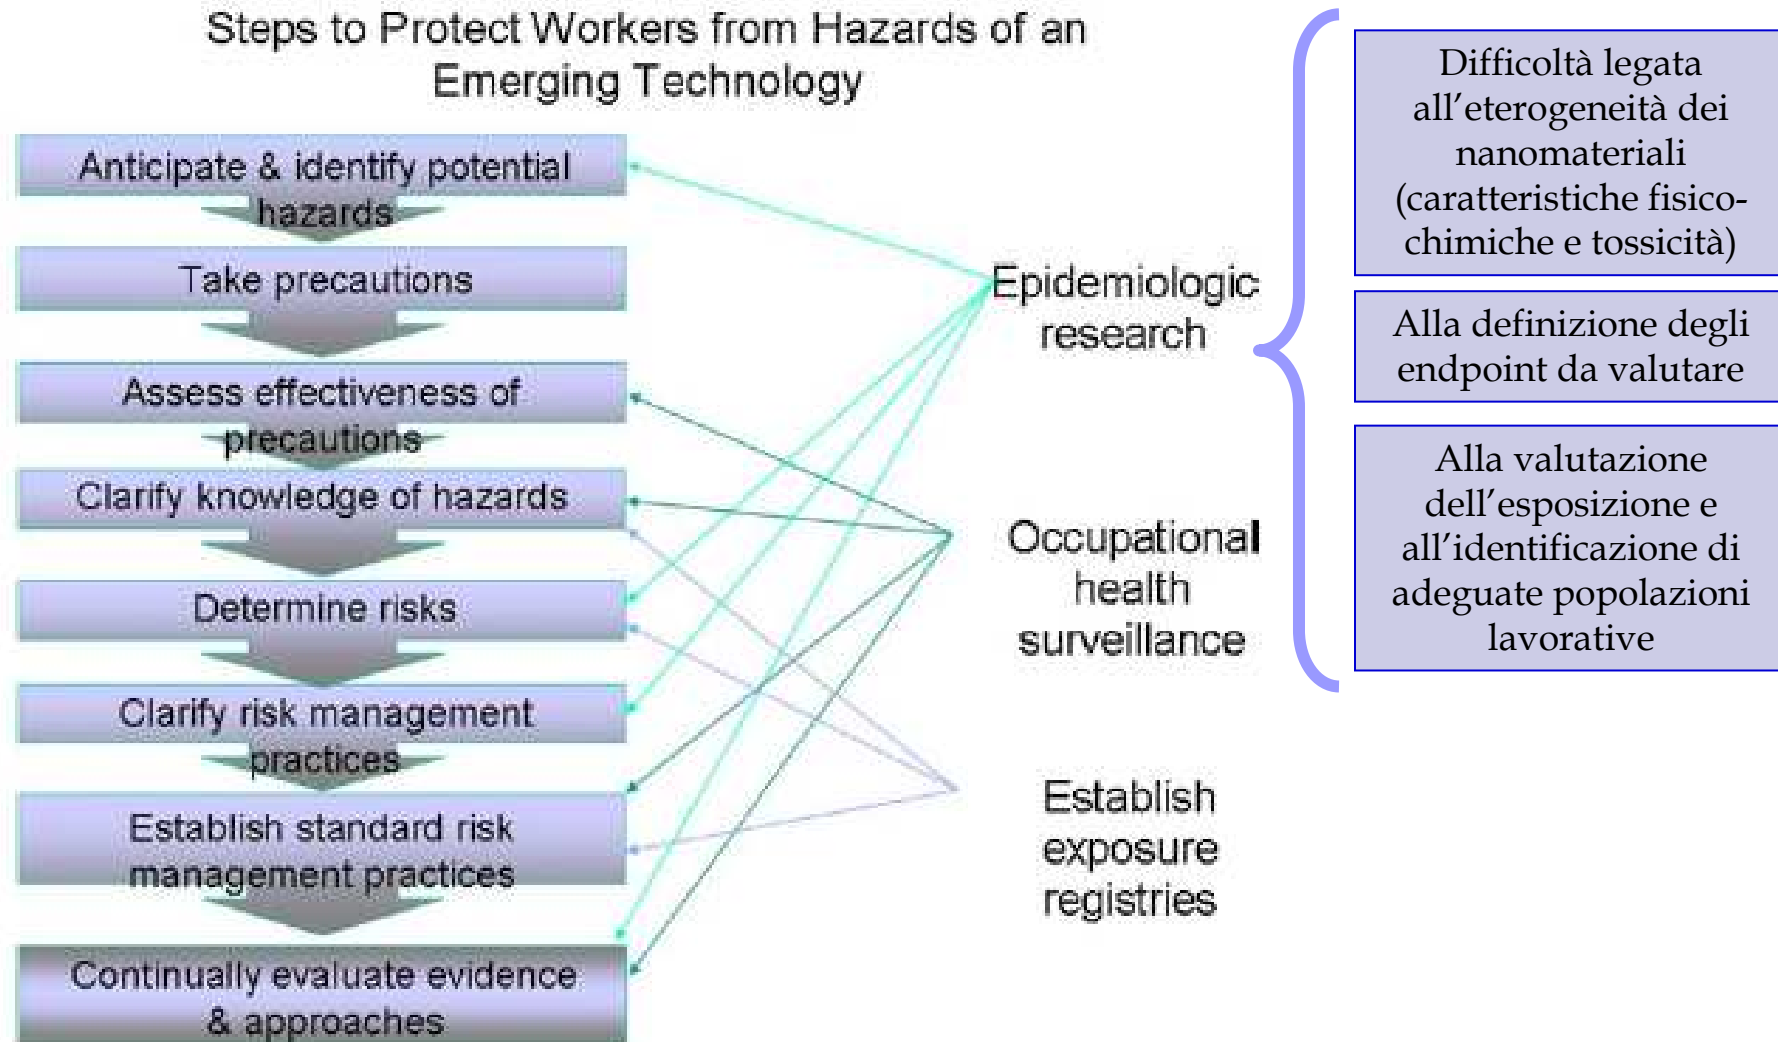 Steps to Protect Workers from Hazards of an
Emerging Technology
Anticipate & identify potential
hazards
Take precautions
Assess effectiveness of
precautions
Clarify knowledge of hazards
Determine risks
Clarify risk management
practices
Establish standard risk
management practices
Continually evaluate evidence
& approaches
Epidemiologic
research
Occupational
health
surveillance
Establish
exposure
registries
Difficoltà legata
all’eterogeneità dei
nanomateriali
(caratteristiche fisico-
chimiche e tossicità)
Alla definizione degli
endpoint da valutare
Alla valutazione
dell’esposizione e
all’identificazione di
adeguate popolazioni
lavorative